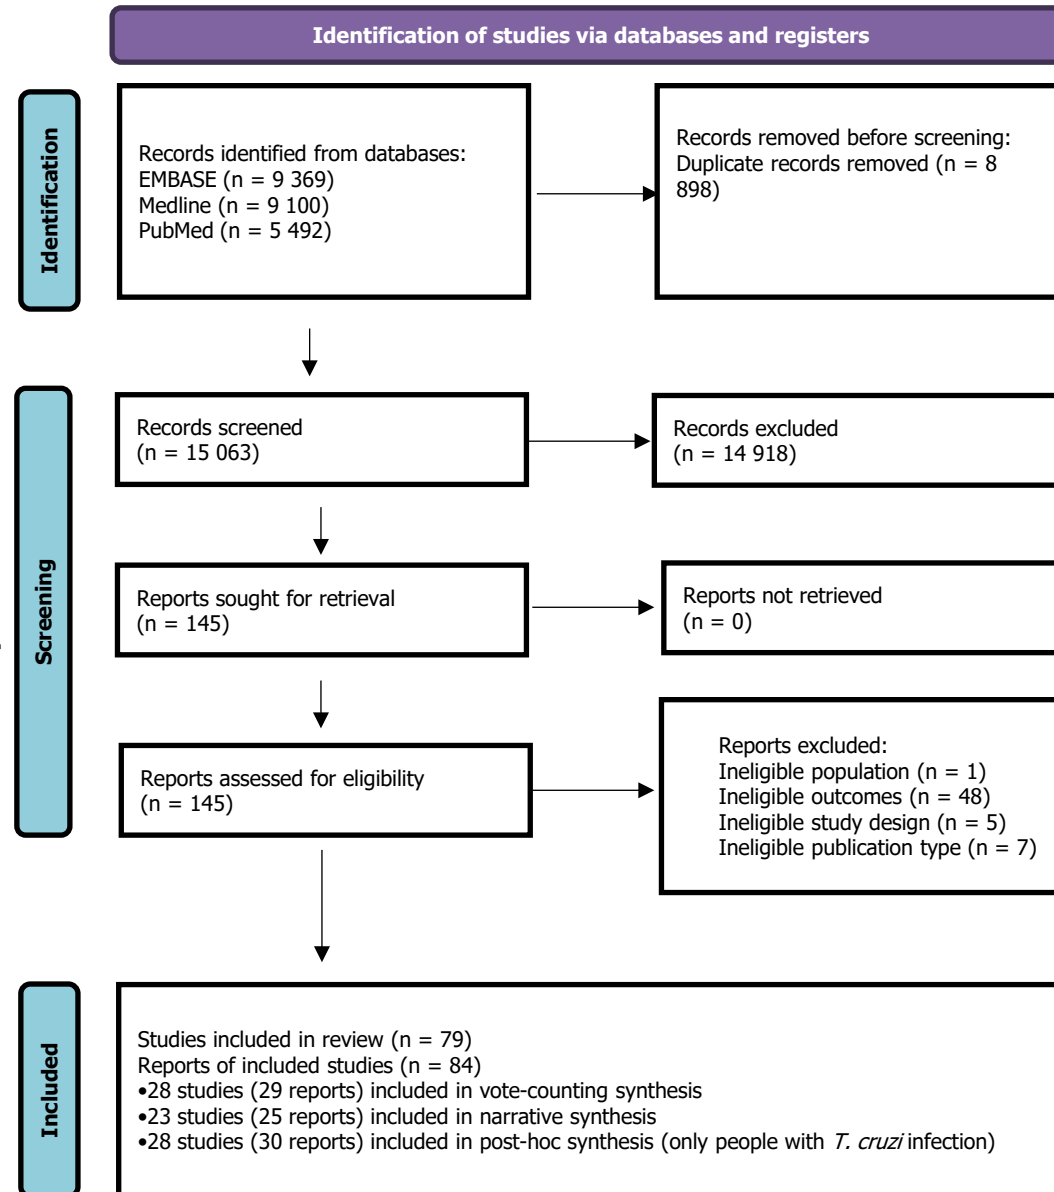 Identification of studies via databases and registers
Identification
Records identified from databases:
EMBASE (n = 9 369)
Medline (n = 9 100)
PubMed (n = 5 492)
Records removed before screening:
Duplicate records removed (n = 8
898)
Screening
Records screened
(n = 15 063)
Records excluded
(n = 14 918)
Reports sought for retrieval
(n = 145)
Reports not retrieved
(n = 0)
Reports assessed for eligibility
(n = 145)
Reports excluded:
Ineligible population (n = 1)
Ineligible outcomes (n = 48)
Ineligible study design (n = 5)
Ineligible publication type (n = 7)
Included
Studies included in review (n = 79)
Reports of included studies (n = 84)
•28 studies (29 reports) included in vote-counting synthesis
•23 studies (25 reports) included in narrative synthesis
•28 studies (30 reports) included in post-hoc synthesis (only people with T. cruzi infection)